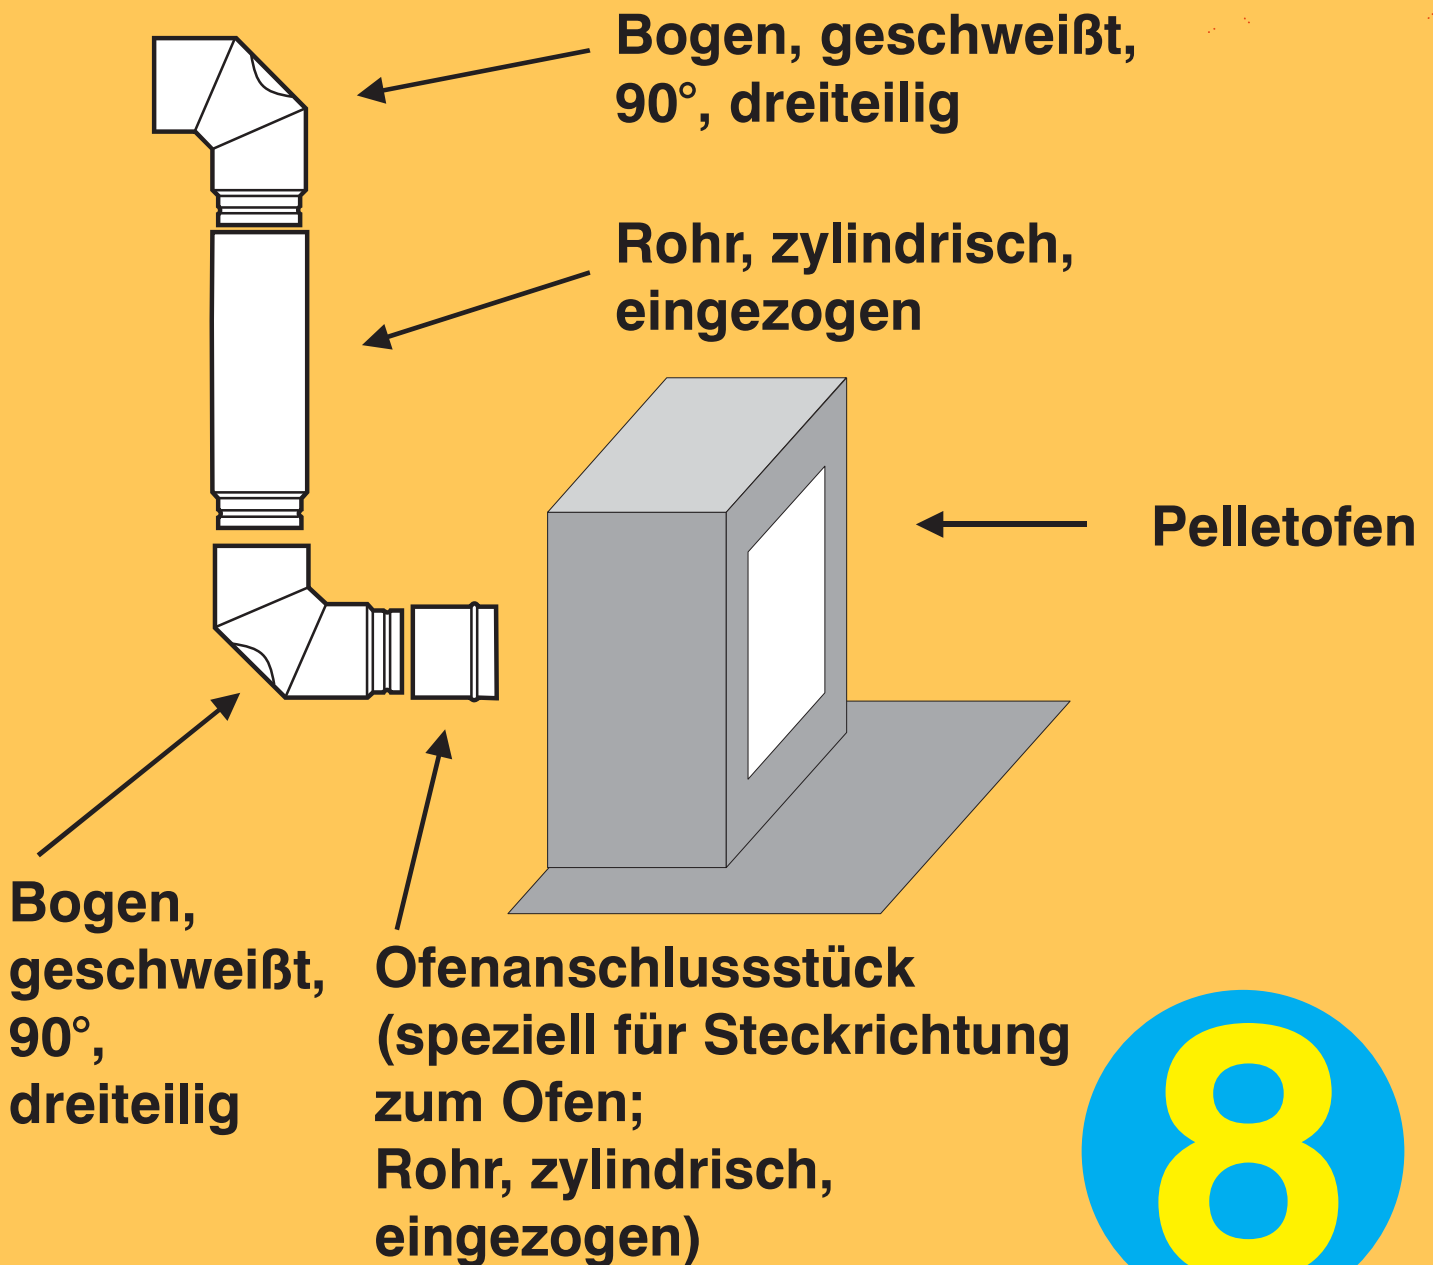 Bogen, geschweißt,
90°, dreiteilig
Rohr, zylindrisch,
eingezogen
Pelletofen
Bogen,
geschweißt,
90°,
dreiteilig
Ofenanschlussstück
(speziell für Steckrichtung
zum Ofen;
Rohr, zylindrisch,
eingezogen)
8